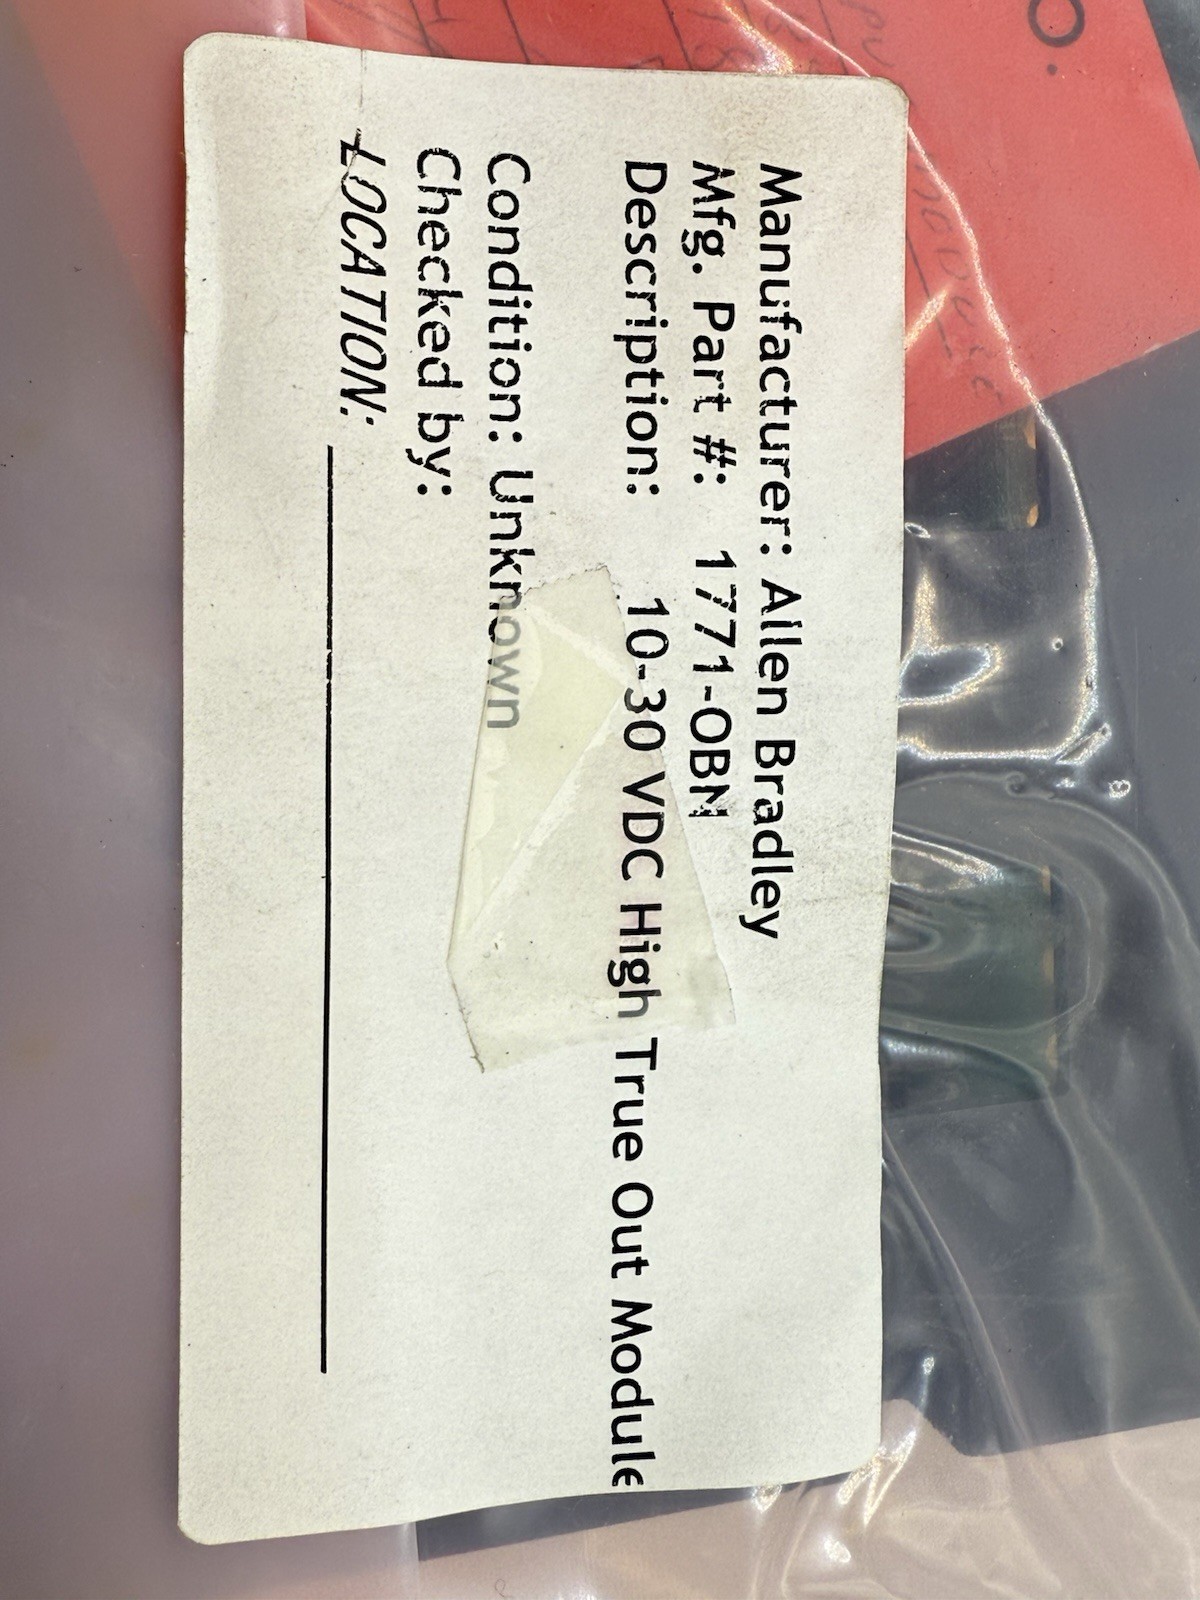 Manufacturer: Allen Bradley
Mfg. Part #: 1771-OBN
Description: 10-30 VDC High True Out Module
Condition: Unknown
Checked by:
LOCATION:
O.
MODULE